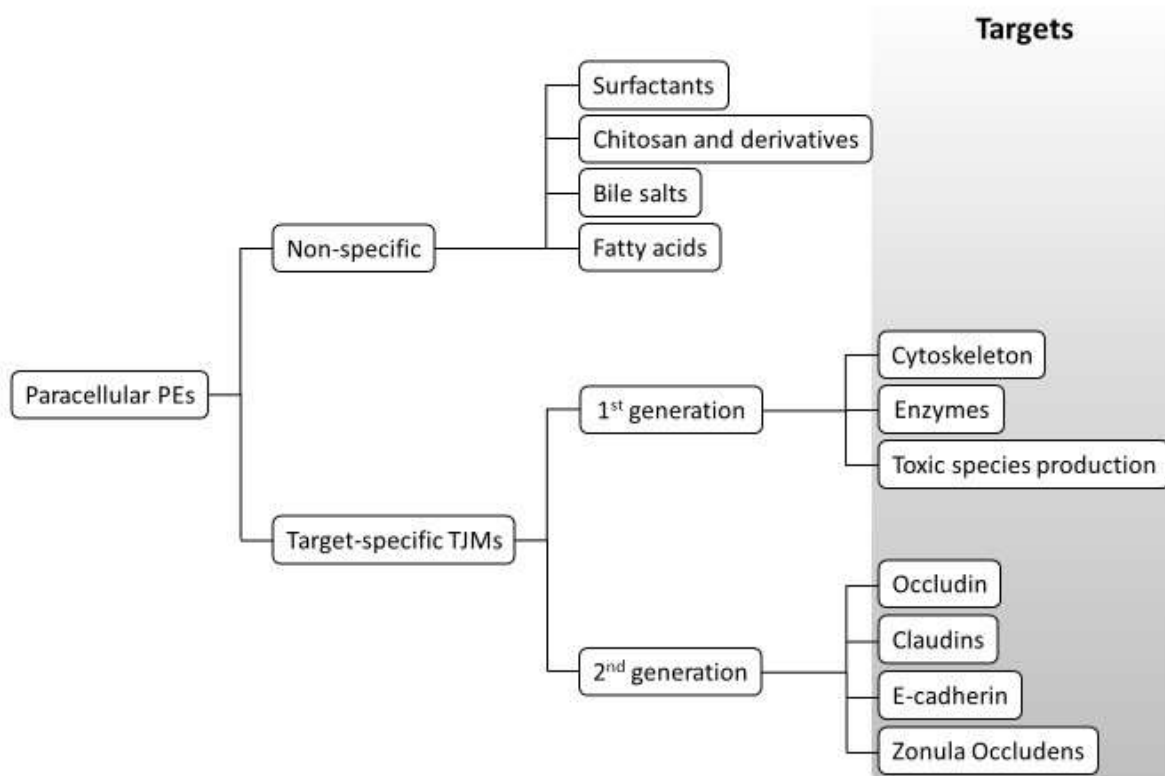 Targets
Surfactants
Chitosan and derivatives
Bile salts
Non-specific
Fatty acids
Cytoskeleton
Paracellular PEs
1st generation
Enzymes
Toxic species production
Target-specific TJMs
Occludin
Claudins
2nd generation
E-cadherin
Zonula Occludens